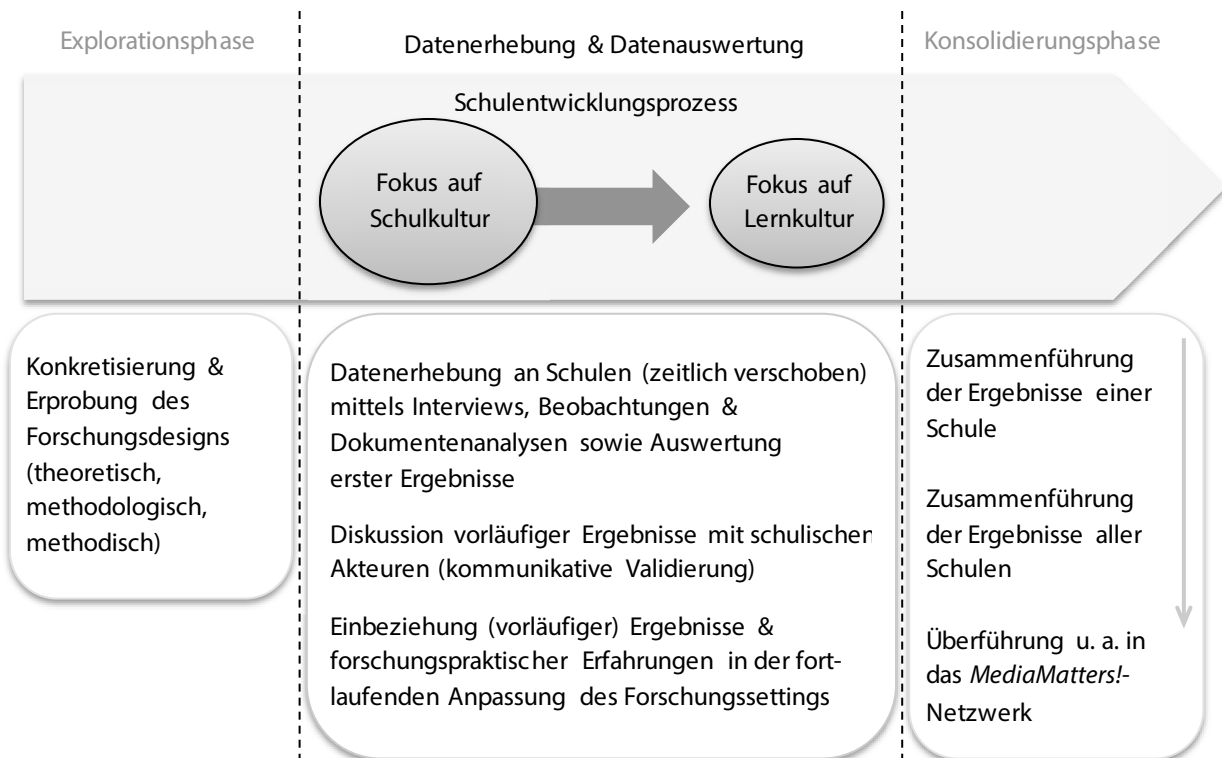 Explorationsphase
Datenerhebung & Datenauswertung
Konsolidierungsphase
Schulentwicklungsprozess
Fokus auf
Schulkultur
Fokus auf
Lernkultur
Konkretisierung &
Erprobung des
Forschungsdesigns
(theoretisch,
methodologisch,
methodisch)
Datenerhebung an Schulen (zeitlich verschoben)
mittels Interviews, Beobachtungen &
Dokumentenanalysen sowie Auswertung
erster Ergebnisse
Diskussion vorläufiger Ergebnisse mit schulischen
Akteuren (kommunikative Validierung)
Einbeziehung (vorläufiger) Ergebnisse &
forschungspraktischer Erfahrungen in der fort-
laufenden Anpassung des Forschungssettings
Zusammenführung
der Ergebnisse einer
Schule
Zusammenführung
der Ergebnisse aller
Schulen
Überführung u. a. in
das MediaMatters!-
Netzwerk